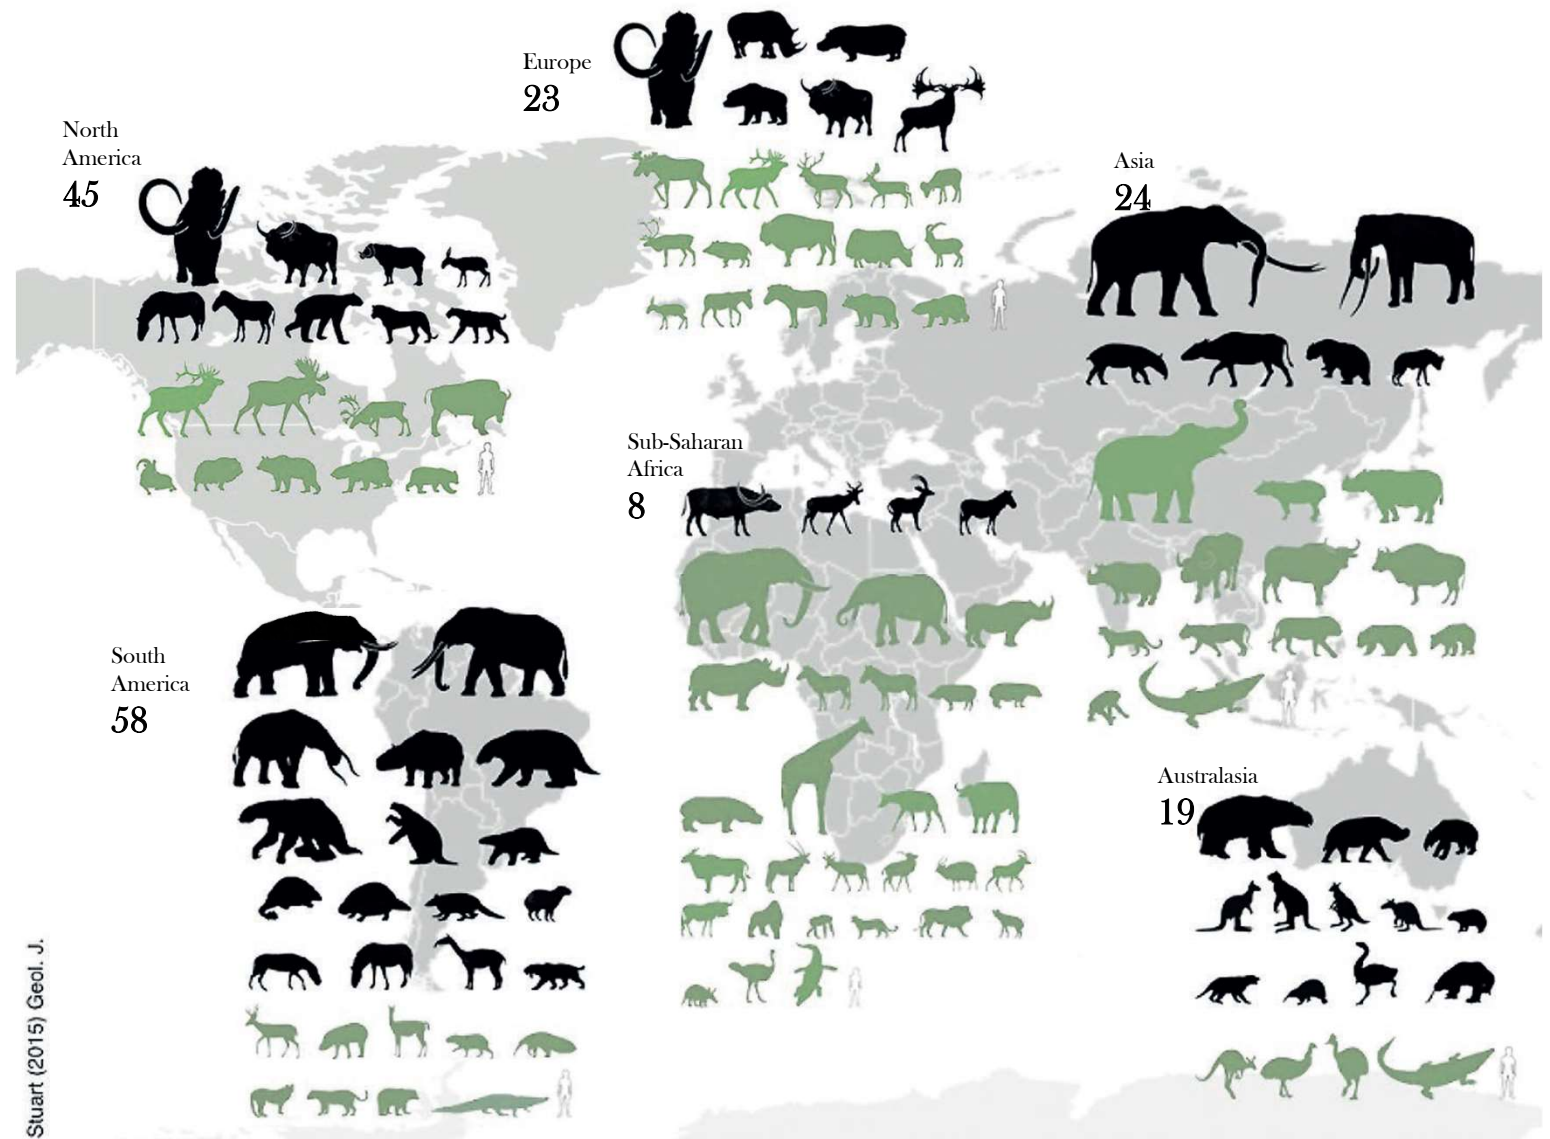 Europe
23
North
America
45
Asia
24
Sub-Saharan
Africa
8
South
America
58
Australasia
19
Stuart (2015) Geol. J.